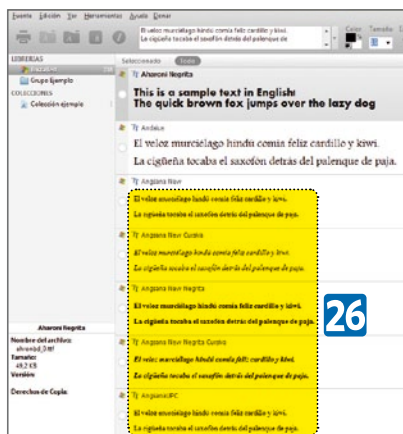 Fuente Edición Ver Herramientas Ayuda Donar
El veloz murciélago hindú comía feliz cardillo y kiwi.
La cigüeña tocaba el saxofón detrás del palenque de
Color Tamaño
LIBRERÍAS
Grupo Ejemplo
COLECCIONES
Colección ejemplo
Seleccionado Todo
Aharoni Negrita
This is a sample text in English!
The quick brown fox jumps over the lazy dog
Andalus
El veloz murciélago hindú comía feliz cardillo y kiwi.
La cigüeña tocaba el saxofón detrás del palenque de paja.
Angsana New
El veloz murciélago hindú comía feliz cardillo y kiwi.
La cigüeña tocaba el saxofón detrás del palenque de paja.
Angsana New Cursiva
El veloz murciélago hindú comía feliz cardillo y kiwi.
La cigüeña tocaba el saxofón detrás del palenque de paja.
Angsana New Negrita
El veloz murciélago hindú comía feliz cardillo y kiwi.
La cigüeña tocaba el saxofón detrás del palenque de paja.
Angsana New Negrita Cursiva
El veloz murciélago hindú comía feliz cardillo y kiwi.
La cigüeña tocaba el saxofón detrás del palenque de paja.
AngsanaUPC
El veloz murciélago hindú comía feliz cardillo y kiwi.
La cigüeña tocaba el saxofón detrás del palenque de paja.
26
Aharoni Negrita
Nombre del archivo:
ahronbd_0.ttf
Tamaño:
49,2 KB
Versión:
Derechos de Copia: